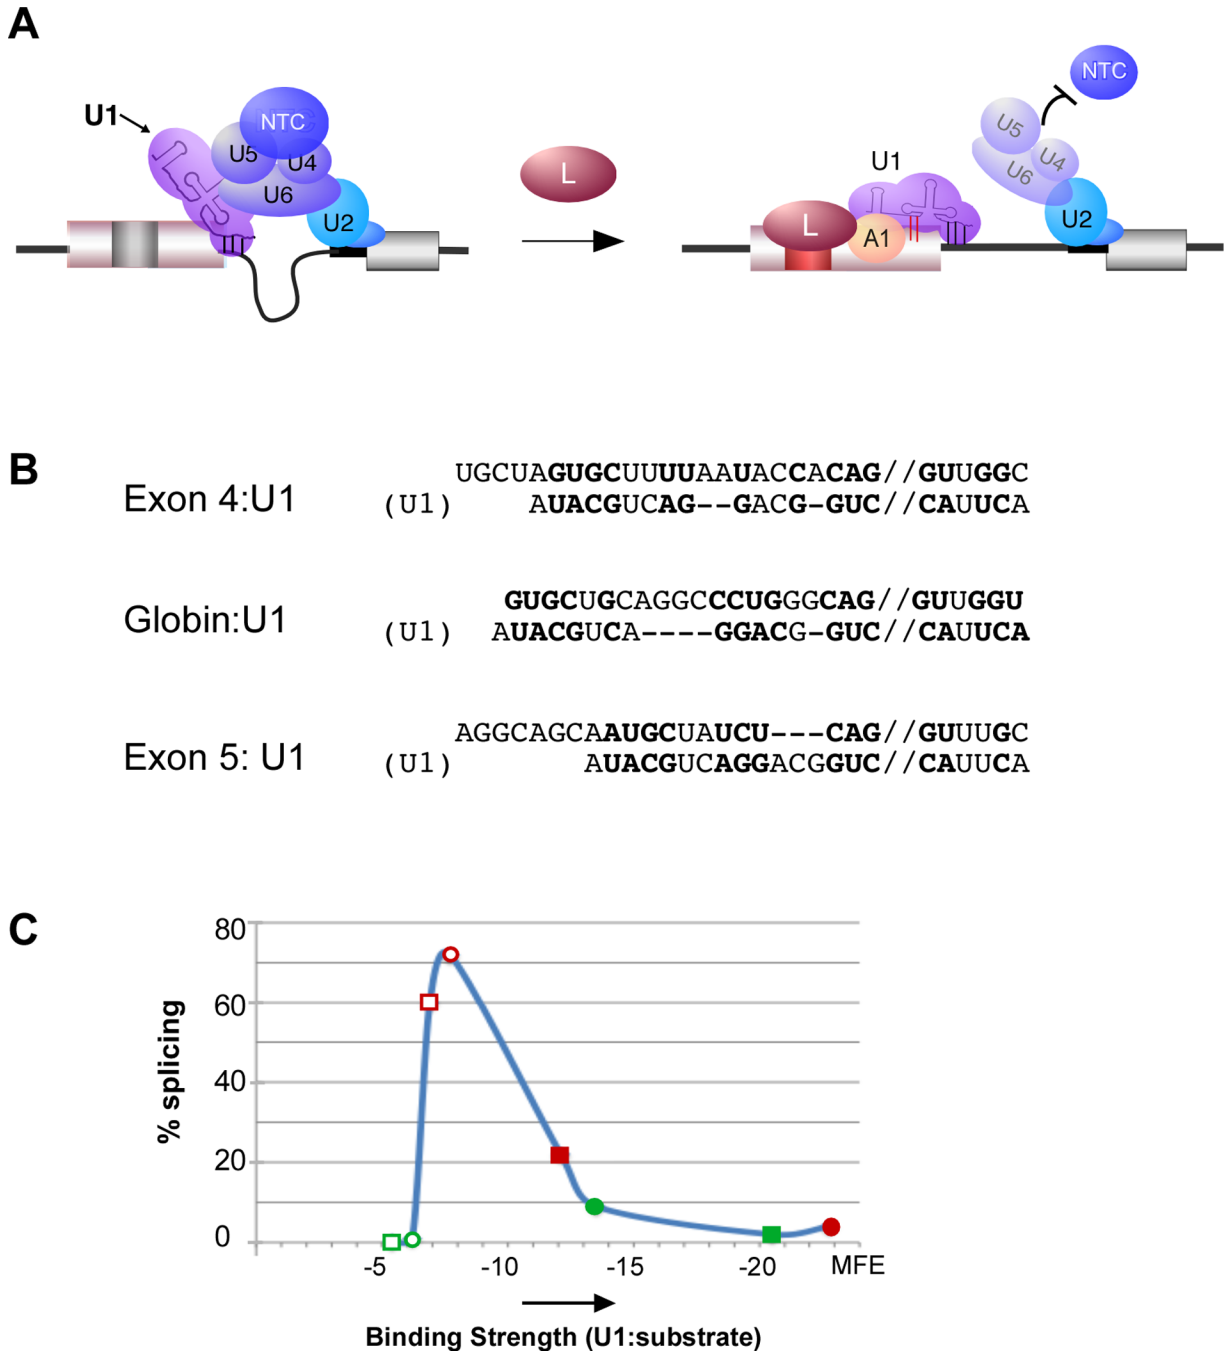 A
U1
NTC
U5
U4
U6
U2
L
U1
L
A1
U5
U4
U6
U2
NTC
B
Exon 4:U1
UGCUAGUGCUUUUAAUACCACAG//GUUGGC
(U1) AUACGUCAG--GACG-GUC//CAUUCA
Globin:U1
GUGCUGCAGGCCCUGGGCAG//GUUGGU
(U1) AUACGUCA----GGACG-GUC//CAUUCA
Exon 5: U1
AGGCAGCAAUGCUAUCU---CAG//GUUUGC
(U1) AUACGUCAGGACGGUC//CAUUCA
C
% splicing
80
60
40
20
0
-5 -10 -15 -20 MFE
Binding Strength (U1:substrate)